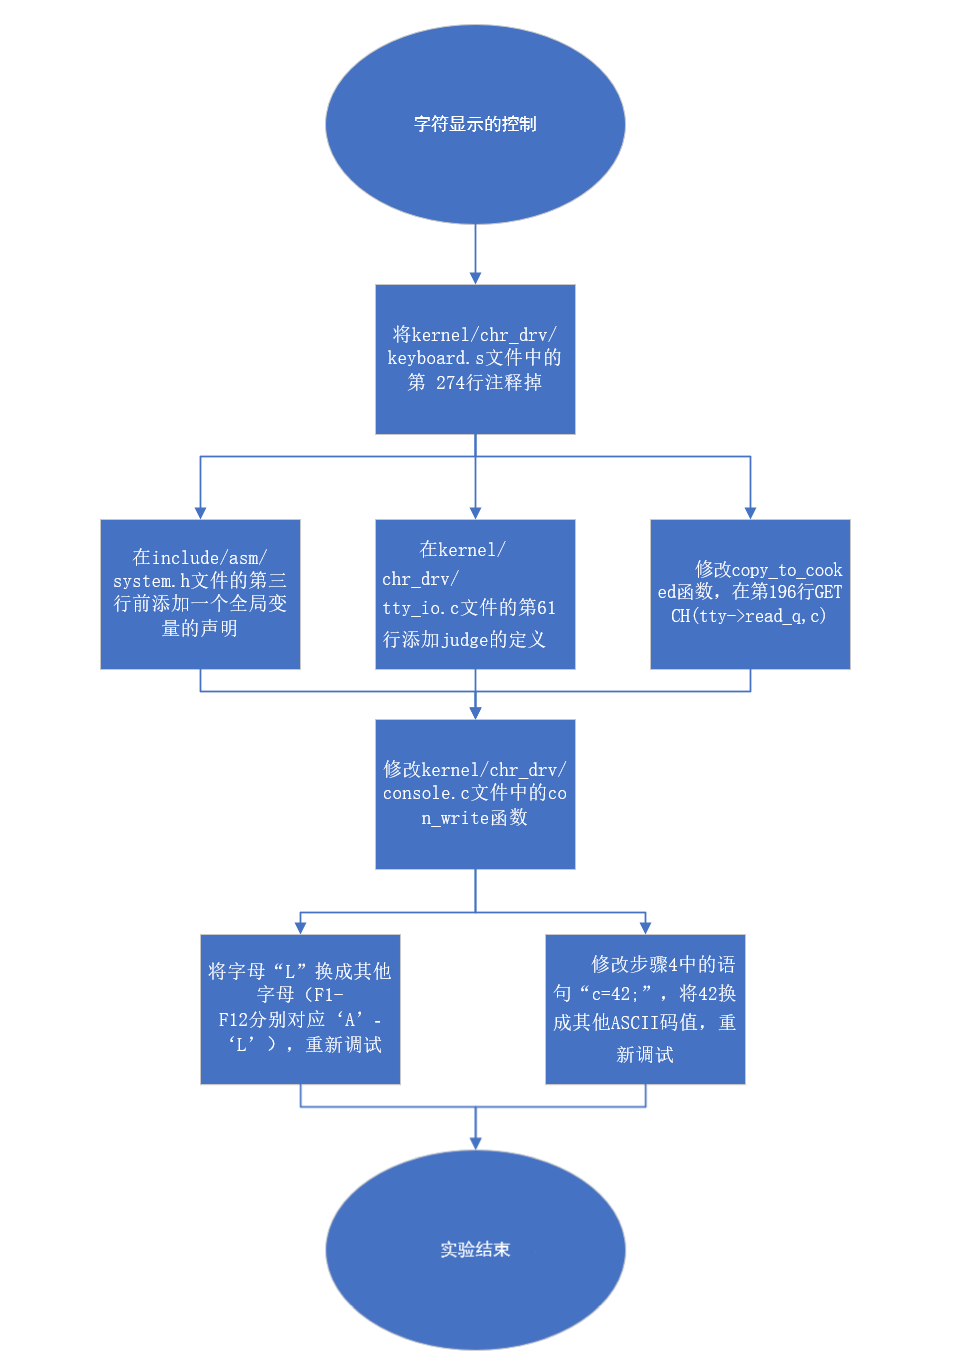 字符显示的控制
将kernel/chr_drv/
keyboard.s文件中的
第 274行注释掉
在include/asm/
system.h文件的第三
行前添加一个全局变
量的声明
在kernel/
chr_drv/
tty_io.c文件的第61
行添加judge的定义
修改copy_to_cook
ed函数，在第196行GET
CH(tty->read_q,c)
修改kernel/chr_drv/
console.c文件中的co
n_write函数
将字母“L”换成其他
字母（F1-
F12分别对应‘A’-
‘L’），重新调试
修改步骤4中的语
句“c=42;”，将42换
成其他ASCII码值，重
新调试
实验结束